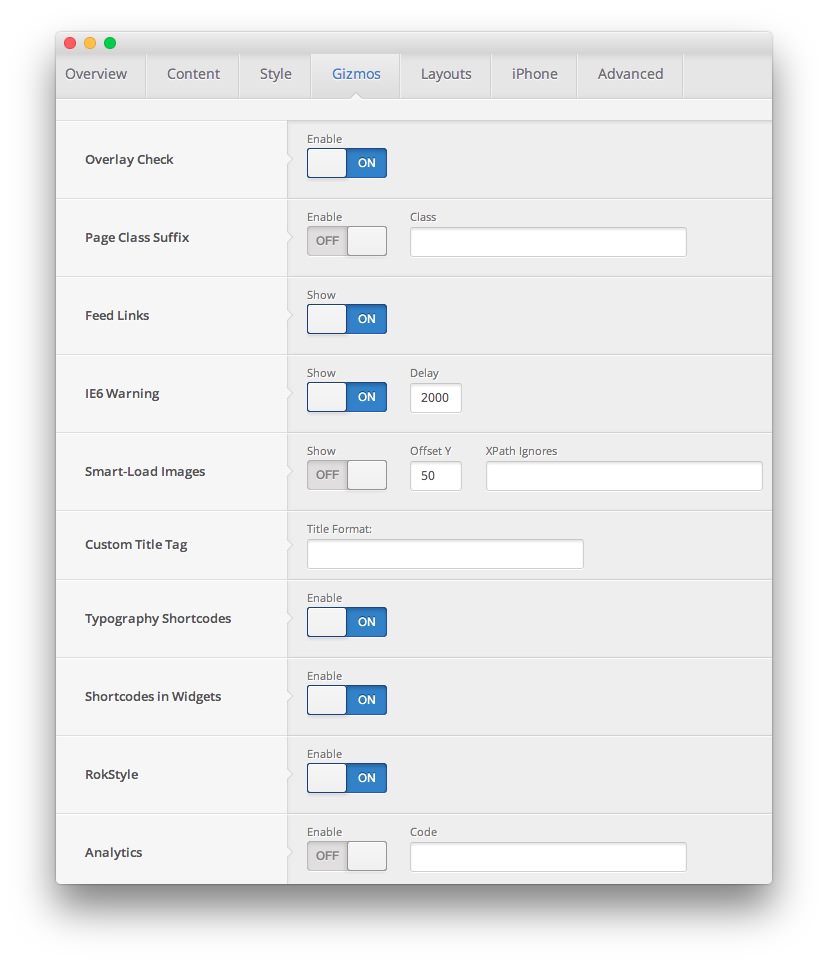 Overview Content Style Gizmos Layouts iPhone Advanced
Enable
Overlay Check ON
Enable Class
Page Class Suffix OFF
Show
Feed Links ON
Show Delay
IE6 Warning ON 2000
Show Offset Y XPath Ignores
Smart-Load Images OFF 50
Title Format:
Custom Title Tag
Enable
Typography Shortcodes ON
Enable
Shortcodes in Widgets ON
Enable
RokStyle ON
Enable Code
Analytics OFF